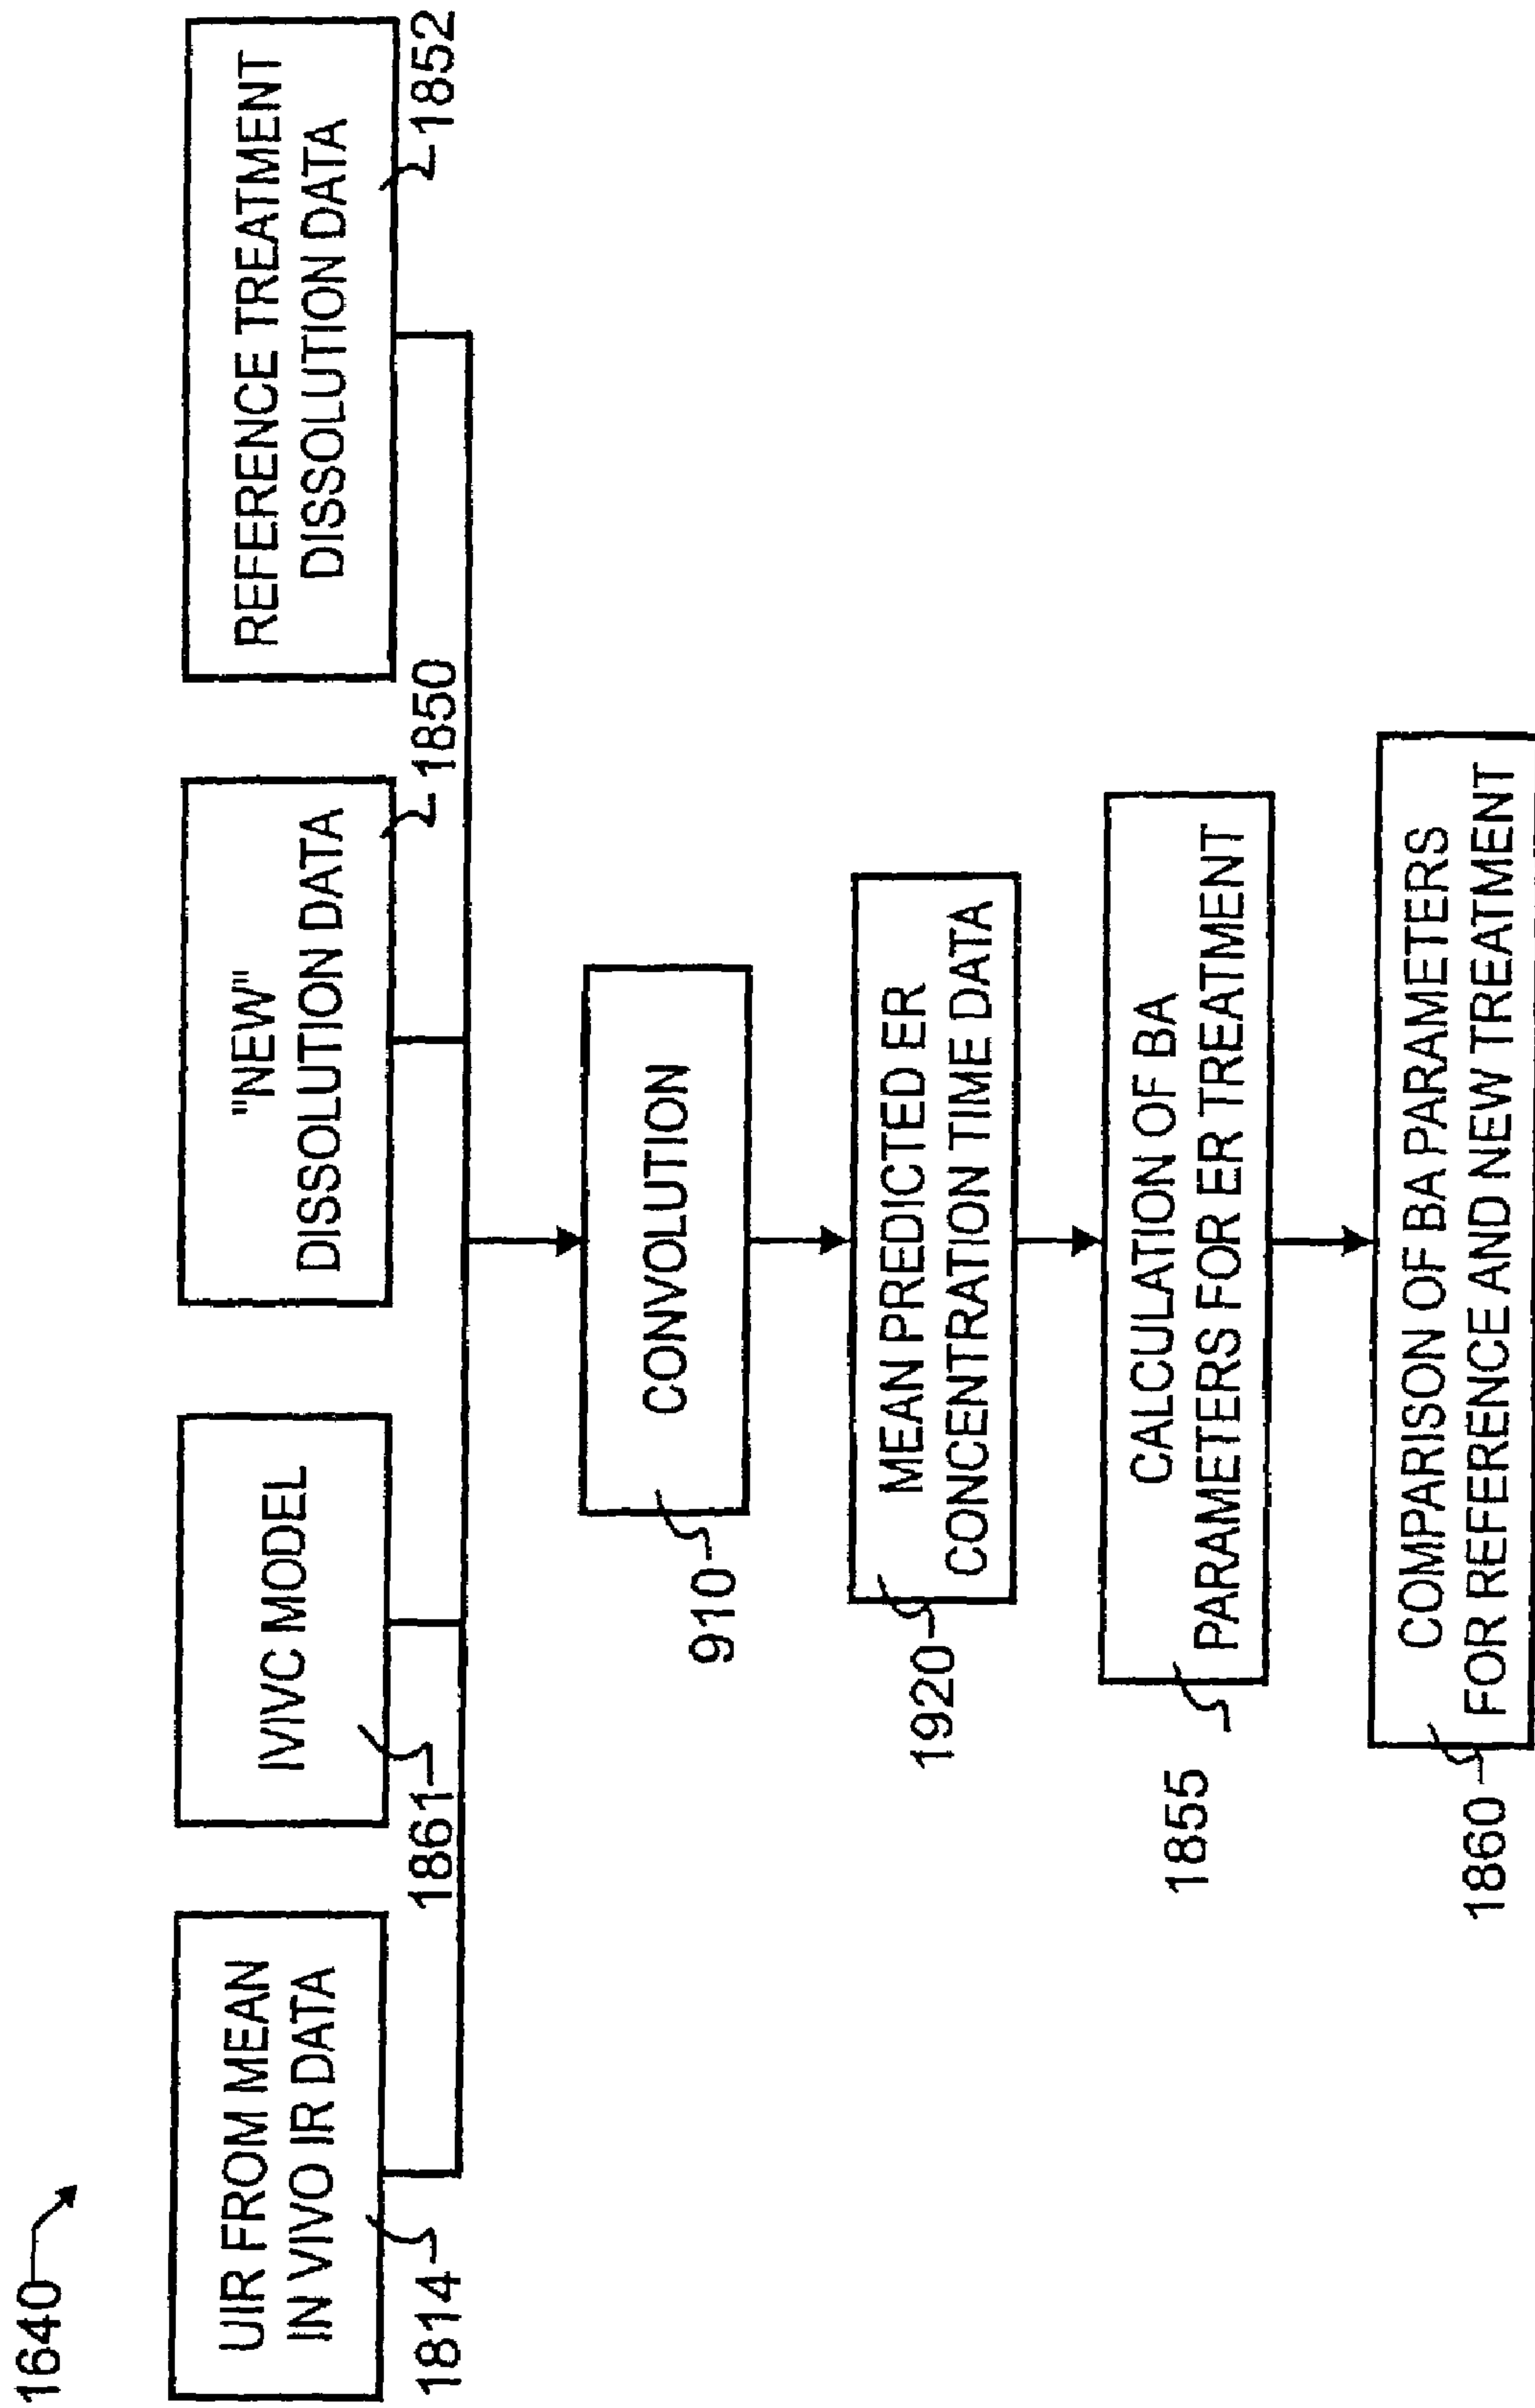 1640
UIR FROM MEAN
IN VIVO IR DATA
1814
IVIVC MODEL
1861
"NEW"
DISSOLUTION DATA
1850
REFERENCE TREATMENT
DISSOLUTION DATA
1852
CONVOLUTION
910
MEAN PREDICTED ER
CONCENTRATION TIME DATA
1920
CALCULATION OF BA
PARAMETERS FOR ER TREATMENT
1855
COMPARISON OF BA PARAMETERS
FOR REFERENCE AND NEW TREATMENT
1860